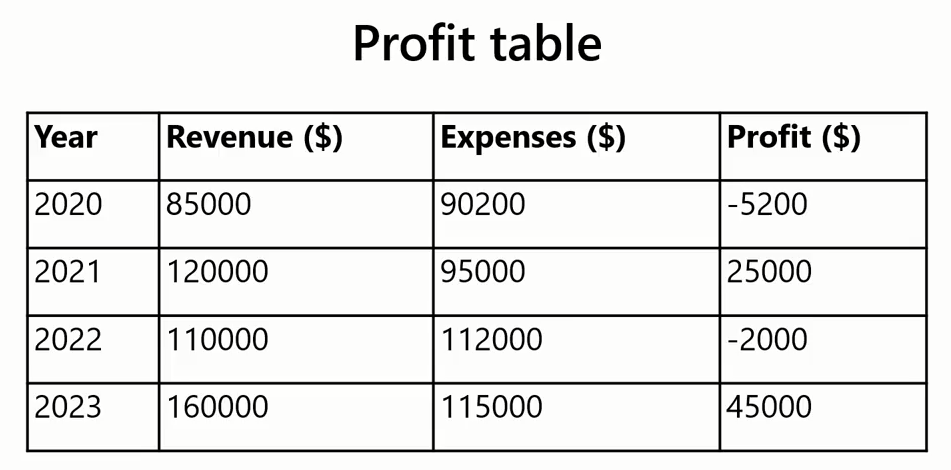 Profit table
Year Revenue ($) Expenses ($) Profit ($)
2020 85000 90200 -5200
2021 120000 95000 25000
2022 110000 112000 -2000
2023 160000 115000 45000